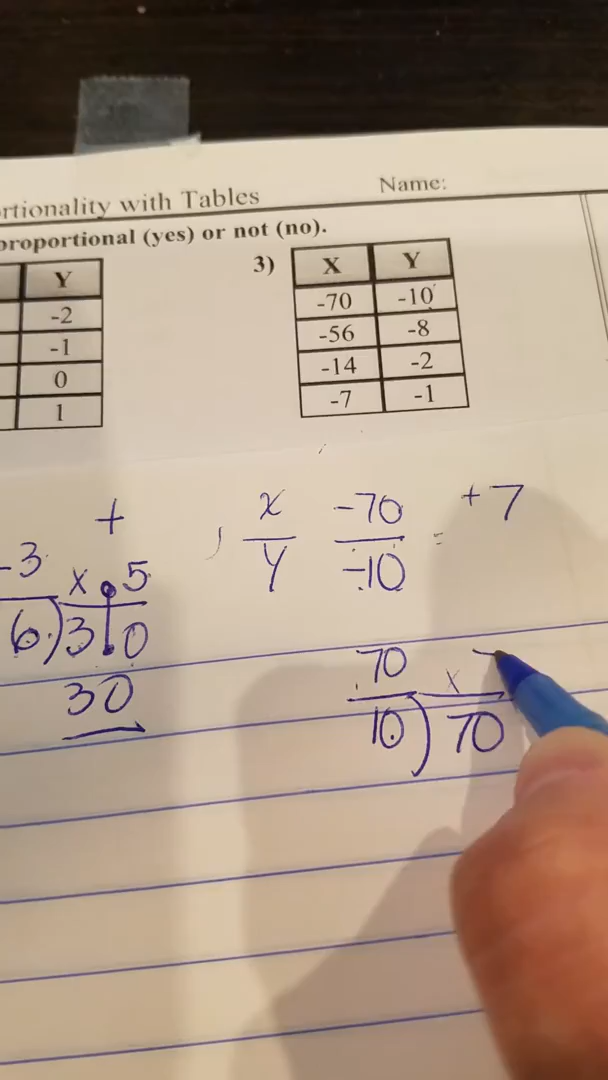 rtionality with Tables Name:
proportional (yes) or not (no).
Y
-2
-1
0
1
3)
X Y
-70 -10
-56 -8
-14 -2
-7 -1
+
-3 x .5
6)3.0
30
x/y -70/-10 = +7
70/10 x
10)70